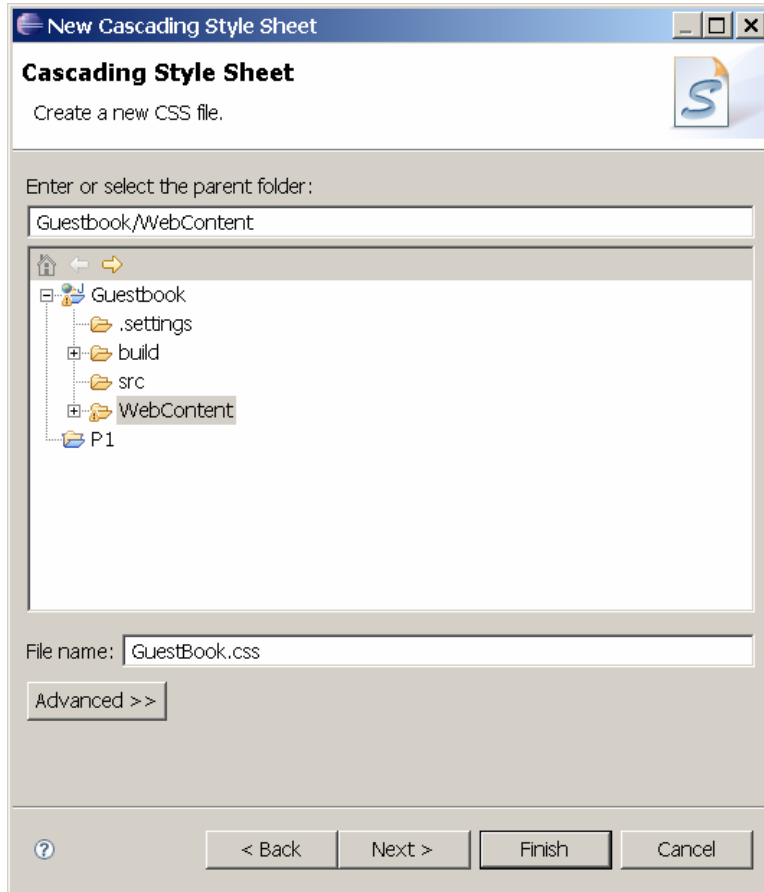 New Cascading Style Sheet
Cascading Style Sheet
Create a new CSS file.
S
Enter or select the parent folder:
Guestbook/WebContent
Guestbook
.settings
build
src
WebContent
P1
File name: GuestBook.css
Advanced >>
? < Back Next > Finish Cancel